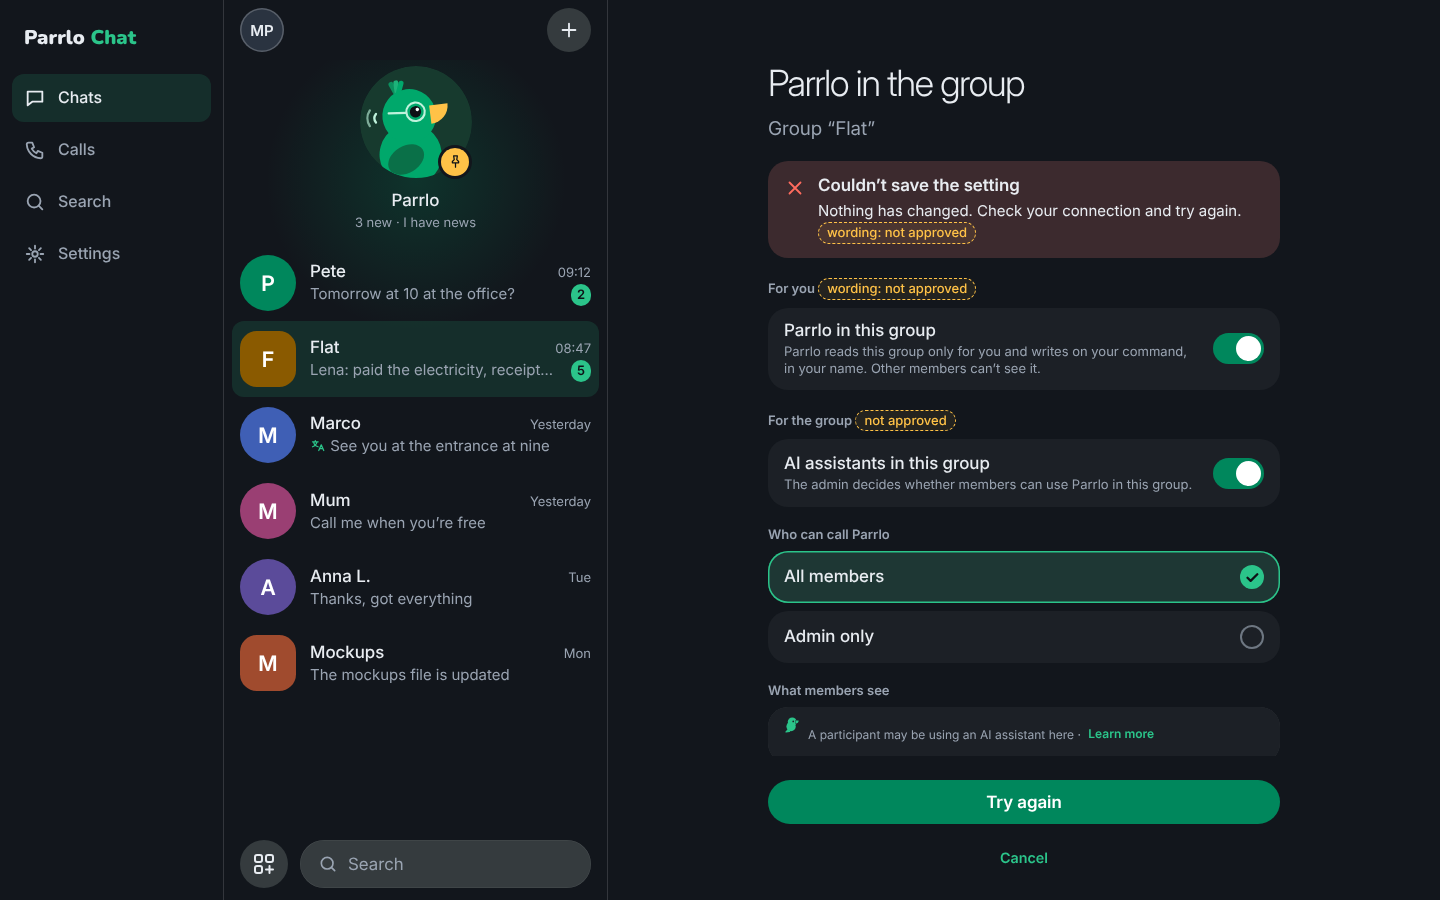 Parrlo Chat
Chats
Calls
Search
Settings
MP
Parrlo
3 new · I have news
P
Pete
09:12
Tomorrow at 10 at the office?
2
F
Flat
08:47
Lena: paid the electricity, receipt...
5
M
Marco
Yesterday
See you at the entrance at nine
M
Mum
Yesterday
Call me when you’re free
A
Anna L.
Tue
Thanks, got everything
M
Mockups
Mon
The mockups file is updated
Search
Parrlo in the group
Group “Flat”
Couldn’t save the setting
Nothing has changed. Check your connection and try again.
wording: not approved
For you wording: not approved
Parrlo in this group
Parrlo reads this group only for you and writes on your command,
in your name. Other members can’t see it.
For the group not approved
AI assistants in this group
The admin decides whether members can use Parrlo in this group.
Who can call Parrlo
All members
Admin only
What members see
A participant may be using an AI assistant here · Learn more
Try again
Cancel